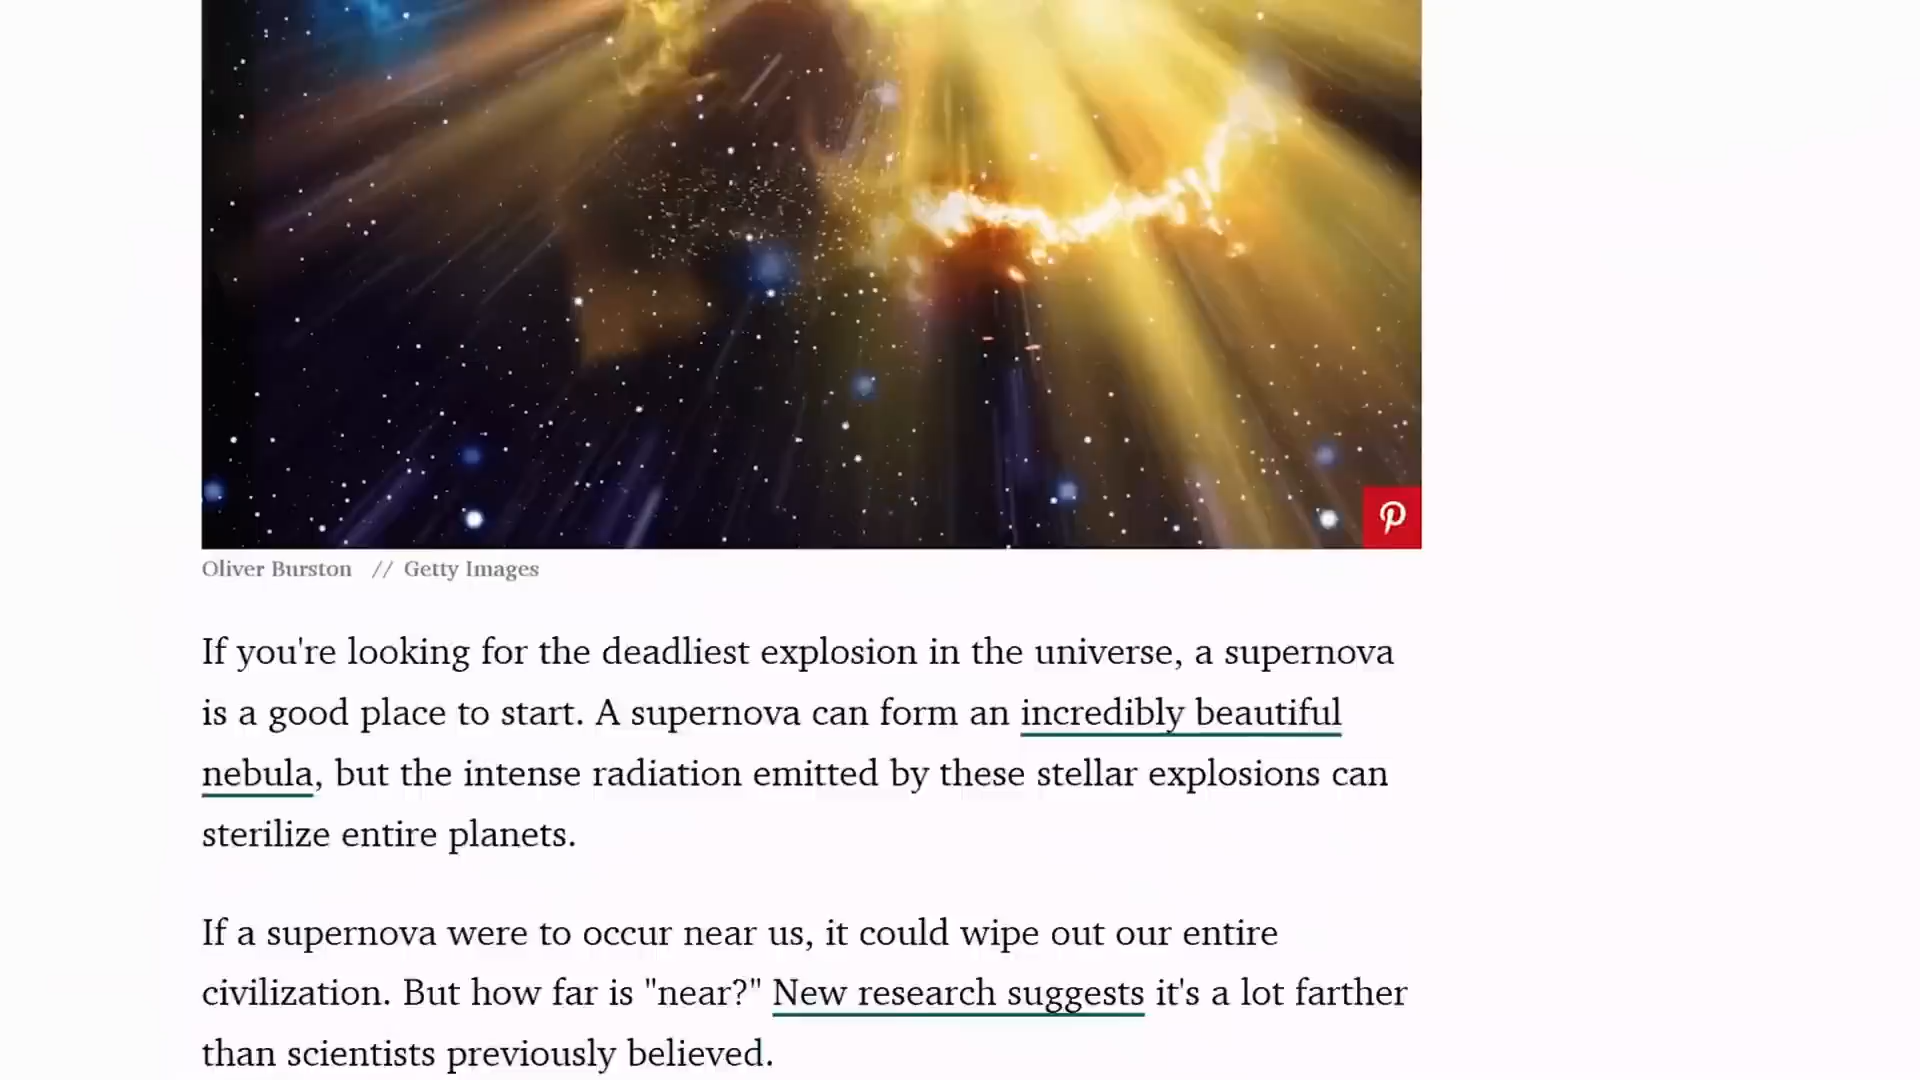 Oliver Burston // Getty Images
If you're looking for the deadliest explosion in the universe, a supernova
is a good place to start. A supernova can form an incredibly beautiful
nebula, but the intense radiation emitted by these stellar explosions can
sterilize entire planets.
If a supernova were to occur near us, it could wipe out our entire
civilization. But how far is "near?" New research suggests it's a lot farther
than scientists previously believed.